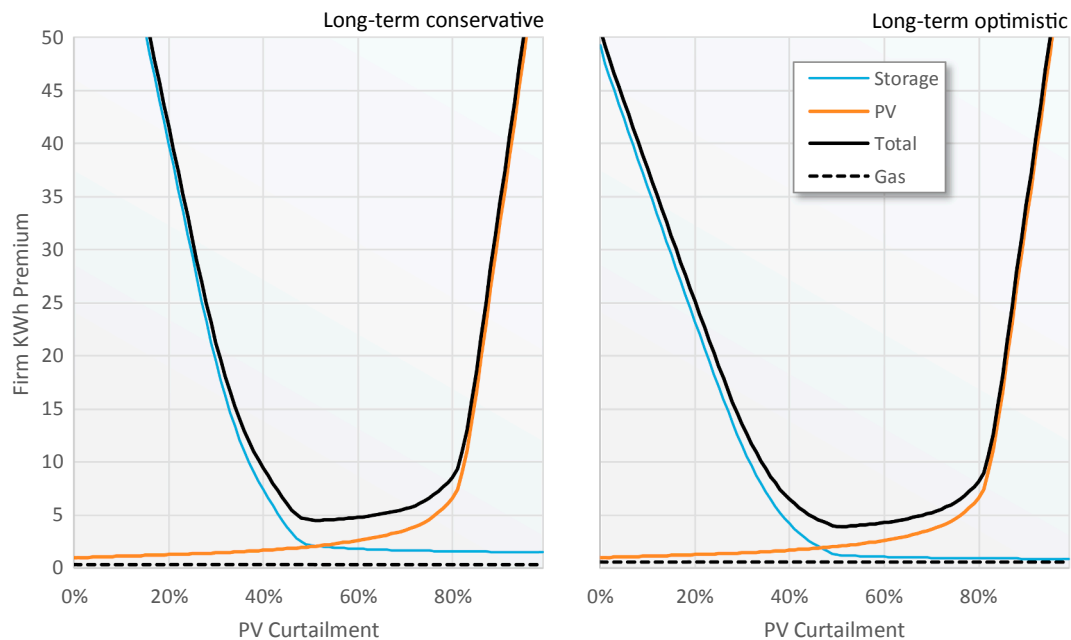 Long-term conservative
Long-term optimistic
Firm KWh Premium
50
45
40
35
30
25
20
15
10
5
0
0%
20%
40%
60%
80%
PV Curtailment
Storage
PV
Total
Gas
0%
20%
40%
60%
80%
PV Curtailment